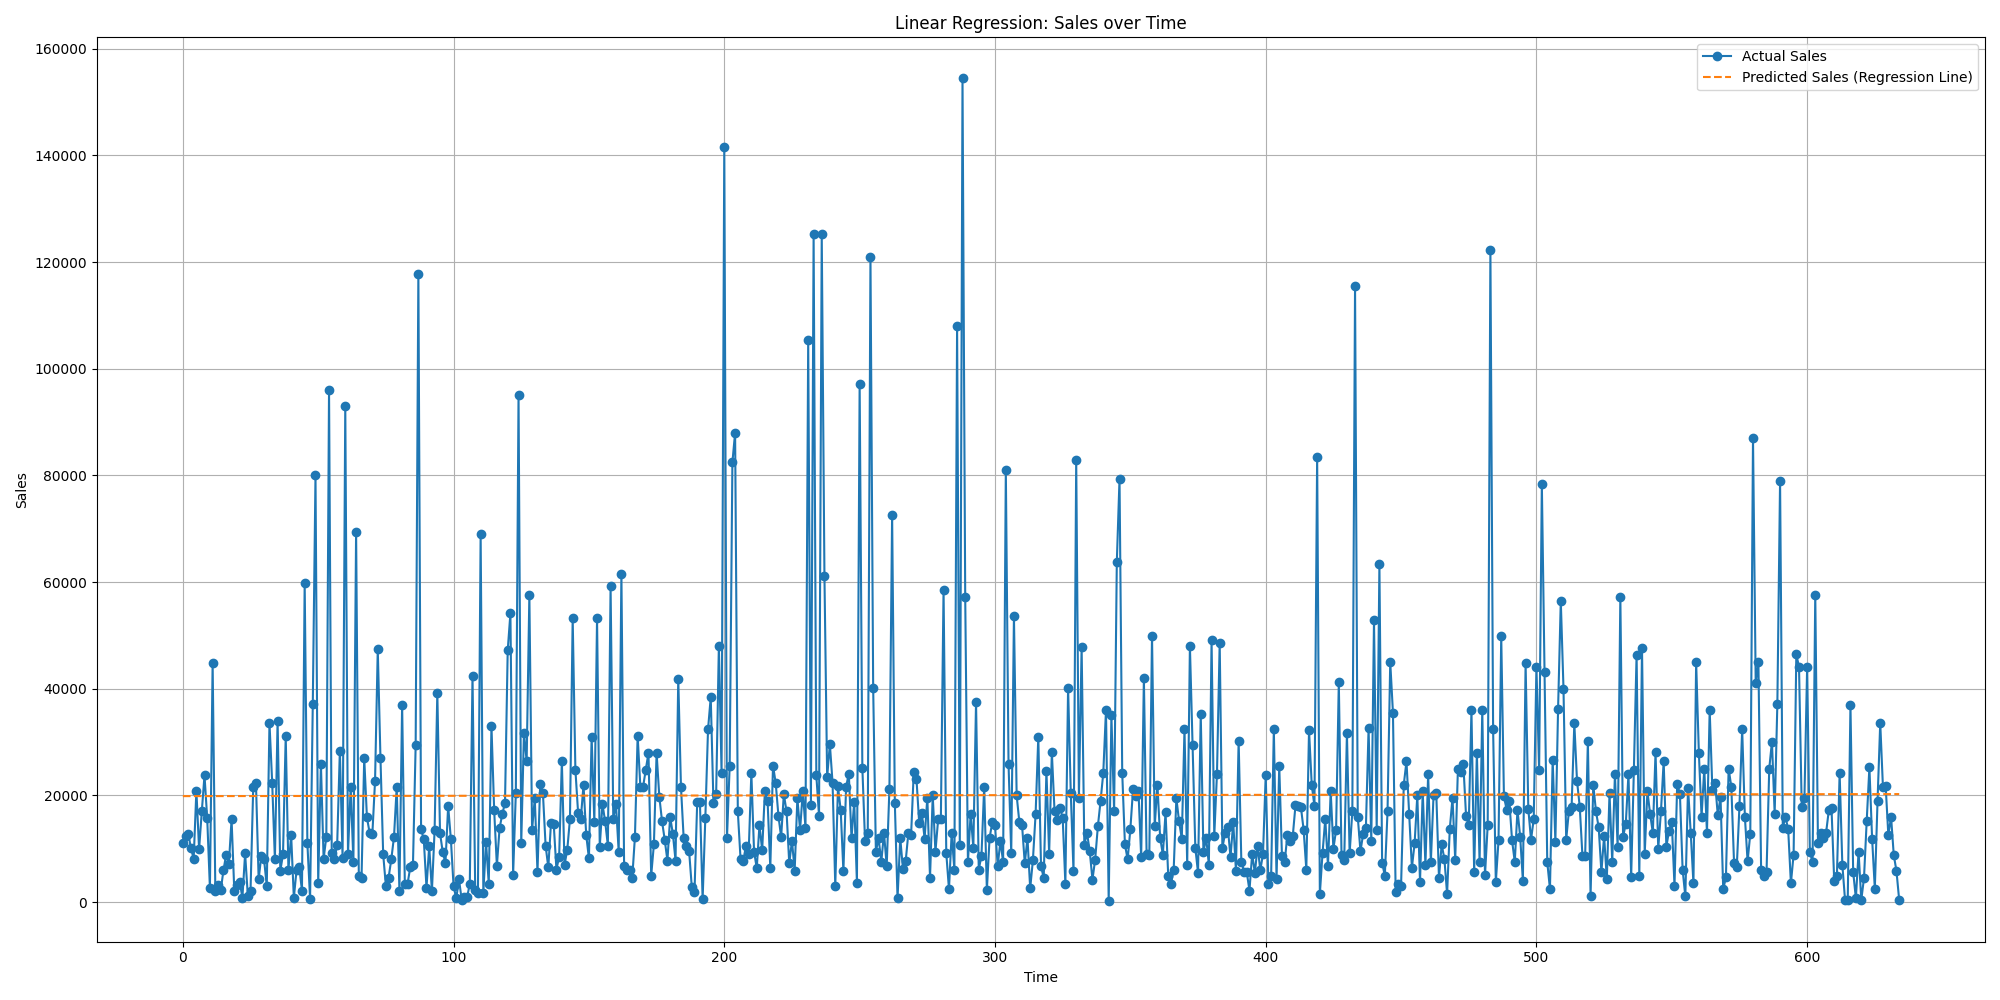 Linear Regression: Sales over Time
160000
140000
120000
100000
80000
60000
40000
20000
0
Sales
Actual Sales
Predicted Sales (Regression Line)
0 100 200 300 400 500 600
Time